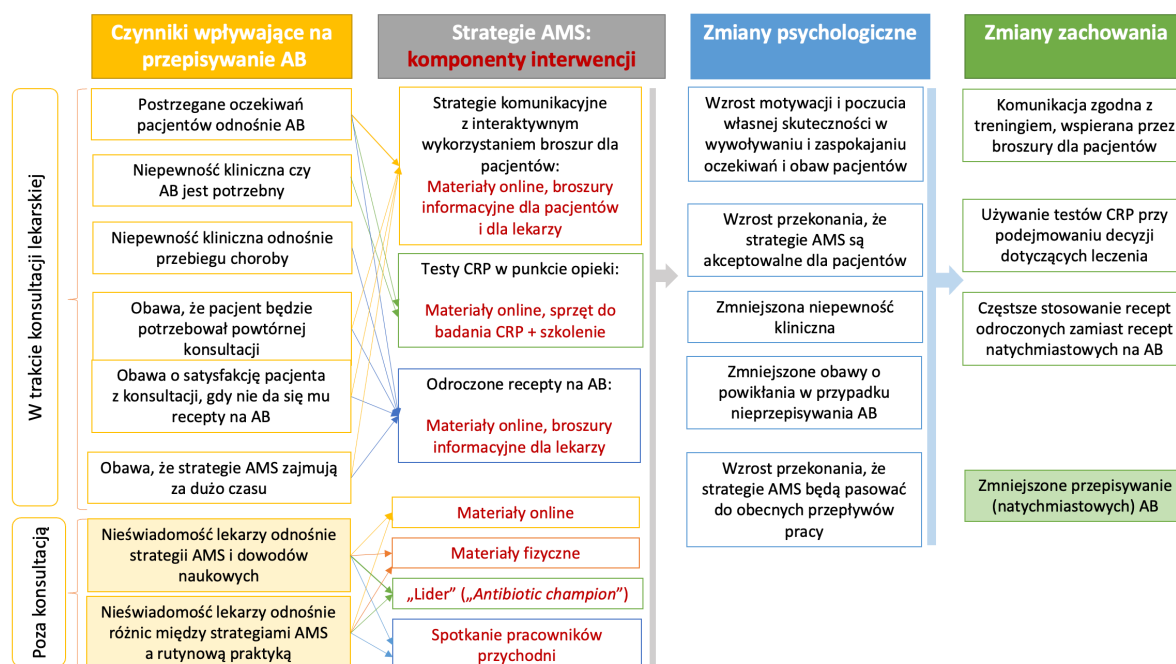 Czynniki wpływające na
przepisywanie AB
Strategie AMS:
komponenty interwencji
Zmiany psychologiczne
Zmiany zachowania
W trakcie konsultacji lekarskiej
Postrzegane oczekiwań
pacjentów odnośnie AB
Niepewność kliniczna czy
AB jest potrzebny
Niepewność kliniczna odnośnie
przebiegu choroby
Obawa, że pacjent będzie
potrzebował powtórnej
konsultacji
Obawa o satysfakcję pacjenta
z konsultacji, gdy nie da się mu
recepty na AB
Obawa, że strategie AMS zajmują
za dużo czasu
Poza konsultacją
Nieświadomość lekarzy odnośnie
strategii AMS i dowodów
naukowych
Nieświadomość lekarzy odnośnie
różnic między strategiami AMS
a rutynową praktyką
Strategie komunikacyjne
z interaktywnym
wykorzystaniem broszur dla
pacjentów:
Materiały online, broszury
informacyjne dla pacjentów
i dla lekarzy
Testy CRP w punkcie opieki:
Materiały online, sprzęt do
badania CRP + szkolenie
Odroczone recepty na AB:
Materiały online, broszury
informacyjne dla lekarzy
Materiały online
Materiały fizyczne
„Lider” („Antibiotic champion”)
Spotkanie pracowników
przychodni
Wzrost motywacji i poczucia
własnej skuteczności w
wywoływaniu i zaspokajaniu
oczekiwań i obaw pacjentów
Wzrost przekonania, że
strategie AMS są
akceptowalne dla pacjentów
Zmniejszona niepewność
kliniczna
Zmniejszone obawy o
powikłania w przypadku
nieprzepisywania AB
Wzrost przekonania, że
strategie AMS będą pasować
do obecnych przepływów
pracy
Komunikacja zgodna z
treningiem, wspierana przez
broszury dla pacjentów
Używanie testów CRP przy
podejmowaniu decyzji
dotyczących leczenia
Częstsze stosowanie recept
odroczonych zamiast recept
natychmiastowych na AB
Zmniejszone przepisywanie
(natychmiastowych) AB